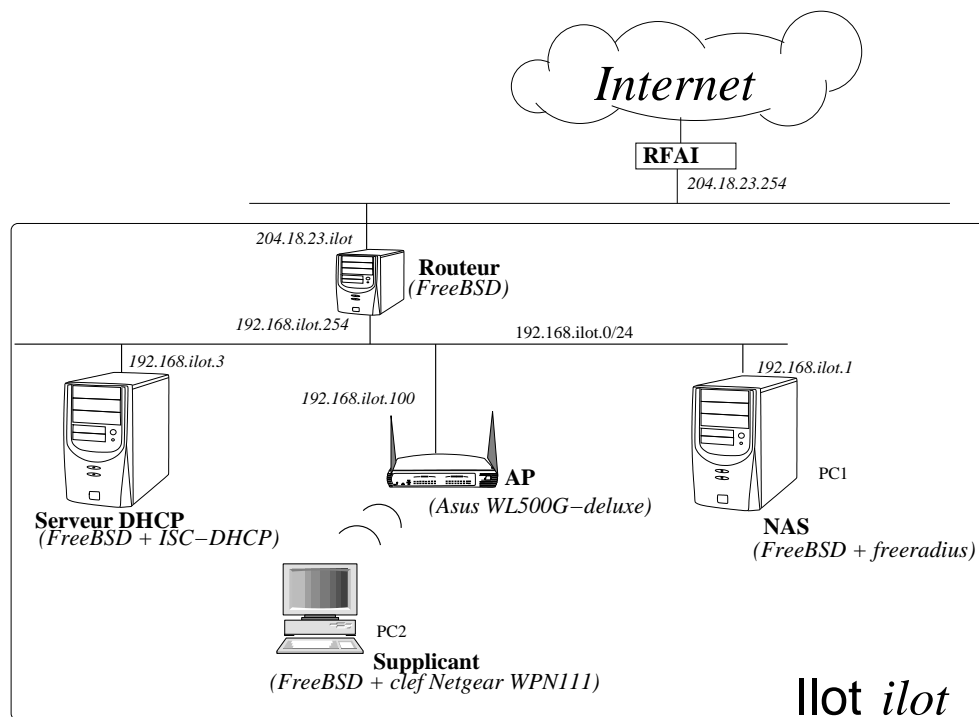 Internet
RFAI
204.18.23.254
204.18.23.ilot
Routeur
(FreeBSD)
192.168.ilot.254
192.168.ilot.0/24
192.168.ilot.3
192.168.ilot.1
192.168.ilot.100
PC1
AP
(Asus WL500G−deluxe)
Serveur DHCP
(FreeBSD + ISC−DHCP)
NAS
(FreeBSD + freeradius)
PC2
Supplicant
(FreeBSD + clef Netgear WPN111)
Ilot ilot